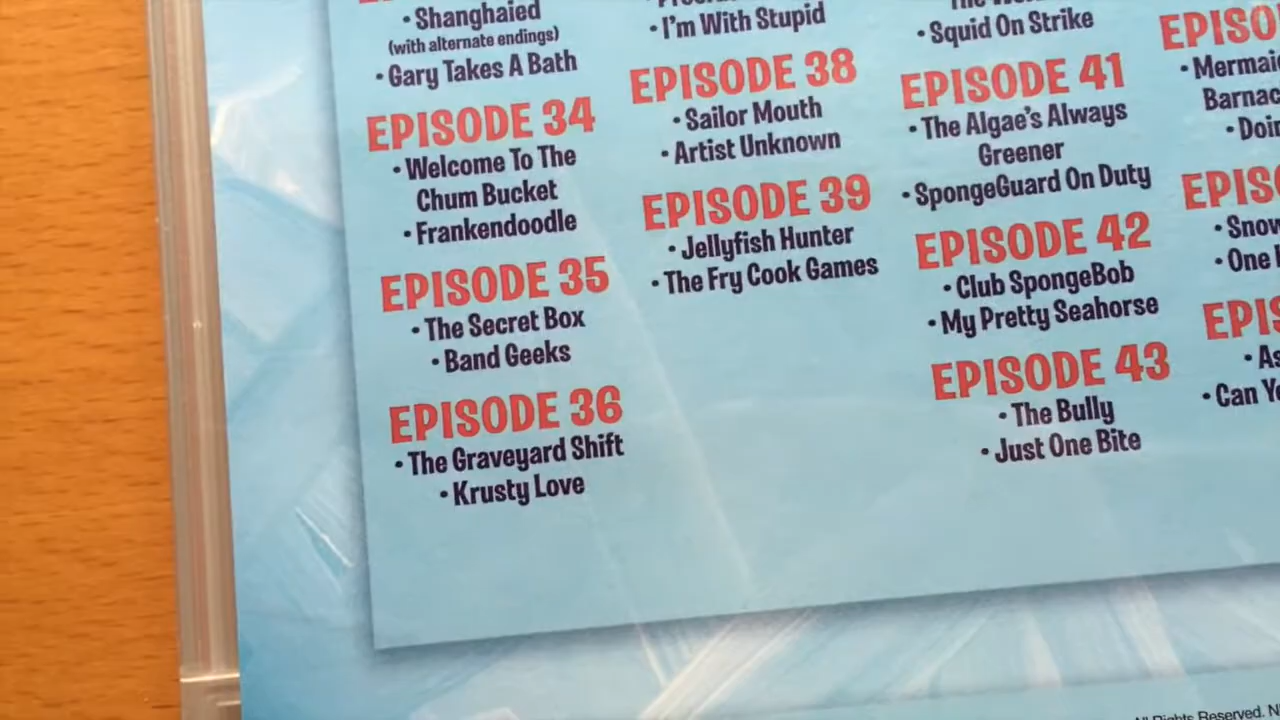 • Shanghaied
(with alternate endings)
• Gary Takes A Bath
EPISODE 34
• Welcome To The
Chum Bucket
• Frankendoodle
EPISODE 35
• The Secret Box
• Band Geeks
EPISODE 36
• The Graveyard Shift
• Krusty Love
• I'm With Stupid
EPISODE 38
• Sailor Mouth
• Artist Unknown
EPISODE 39
• Jellyfish Hunter
• The Fry Cook Games
• Squid On Strike
EPISODE 41
• The Algae's Always
Greener
• SpongeGuard On Duty
EPISODE 42
• Club SpongeBob
• My Pretty Seahorse
EPISODE 43
• The Bully
• Just One Bite
• One
• Can
Rights Reserved.